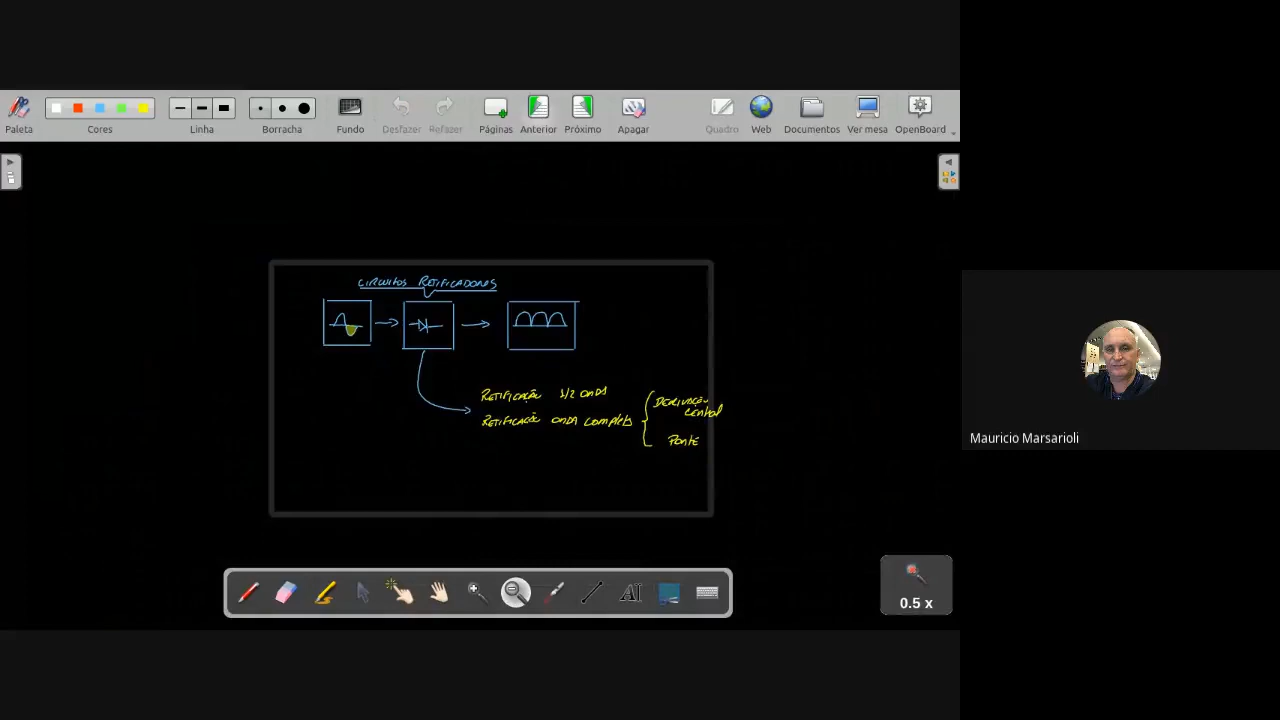 Paleta
Cores
Linha
Borracha
Fundo
Desfazer
Refazer
Páginas
Anterior
Próximo
Apagar
Quadro
Web
Documentos
Ver mesa
OpenBoard
CIRCUITOS RETIFICADORES
RETIFICAÇÃO 1/2 ONDA
RETIFICAÇÃO ONDA COMPLETA
DERIVAÇÃO
CENTRAL
PONTE
Mauricio Marsarioli
AI
0.5 x